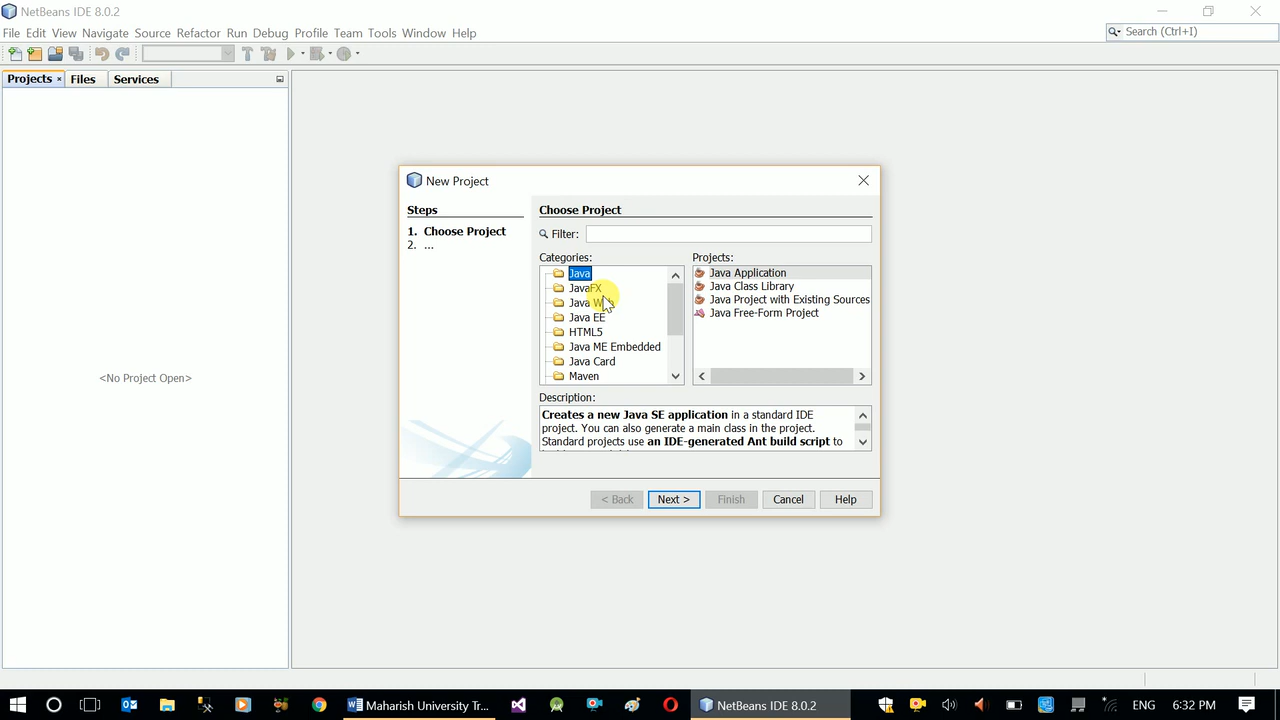 NetBeans IDE 8.0.2
File Edit View Navigate Source Refactor Run Debug Profile Team Tools Window Help
Search (Ctrl+I)
Projects Files Services
<No Project Open>
New Project
Steps
1. Choose Project
2. ...
Choose Project
Filter:
Categories:
Java
JavaFX
Java
Java EE
HTML5
Java ME Embedded
Java Card
Maven
Projects:
Java Application
Java Class Library
Java Project with Existing Sources
Java Free-Form Project
Description:
Creates a new Java SE application in a standard IDE
project. You can also generate a main class in the project.
Standard projects use an IDE-generated Ant build script to
< Back Next > Finish Cancel Help
Maharish University Tr...
NetBeans IDE 8.0.2
ENG 6:32 PM